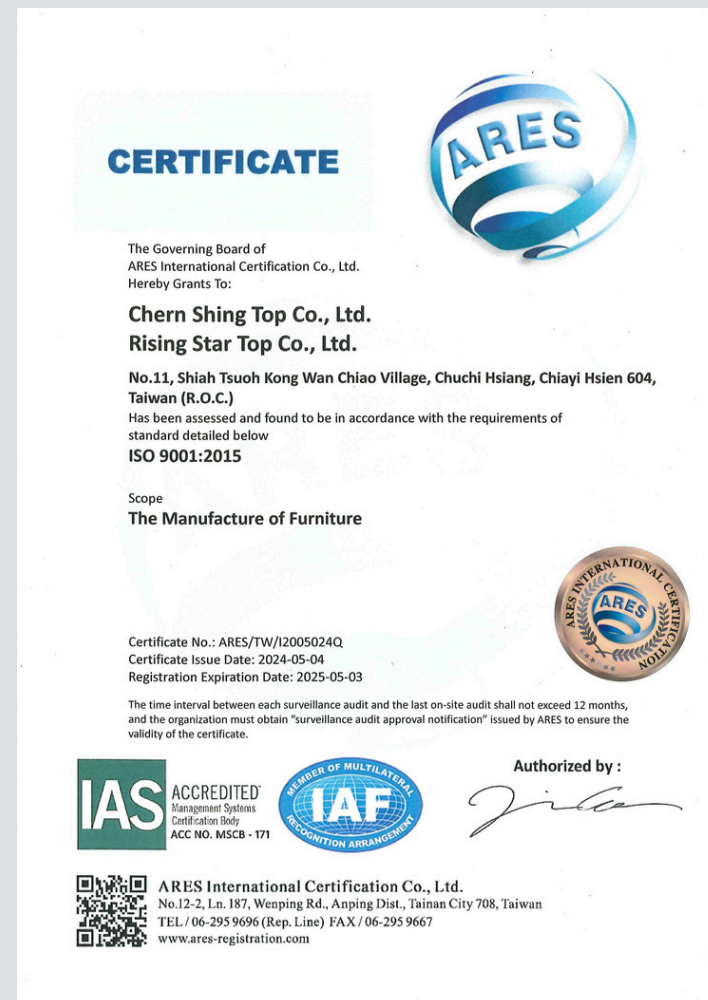 CERTIFICATE
ARES
The Governing Board of
ARES International Certification Co., Ltd.
Hereby Grants To:
Chern Shing Top Co., Ltd.
Rising Star Top Co., Ltd.
No.11, Shiah Tsuoh Kong Wan Chiao Village, Chuchi Hsiang, Chiayi Hsien 604,
Taiwan (R.O.C.)
Has been assessed and found to be in accordance with the requirements of
standard detailed below
ISO 9001:2015
Scope
The Manufacture of Furniture
ARES INTERNATIONAL CERTIFICATION
ARES
Certificate No.: ARES/TW/I2005024Q
Certificate Issue Date: 2024-05-04
Registration Expiration Date: 2025-05-03
The time interval between each surveillance audit and the last on-site audit shall not exceed 12 months,
and the organization must obtain “surveillance audit approval notification” issued by ARES to ensure the
validity of the certificate.
IAS
ACCREDITED
Management Systems
Certification Body
ACC NO. MSCB - 171
MEMBER OF MULTILATERAL
IAF
RECOGNITION ARRANGEMENT
Authorized by :
ARES International Certification Co., Ltd.
No.12-2, Ln. 187, Wenping Rd., Anping Dist., Tainan City 708, Taiwan
TEL / 06-295 9696 (Rep. Line) FAX / 06-295 9667
www.ares-registration.com